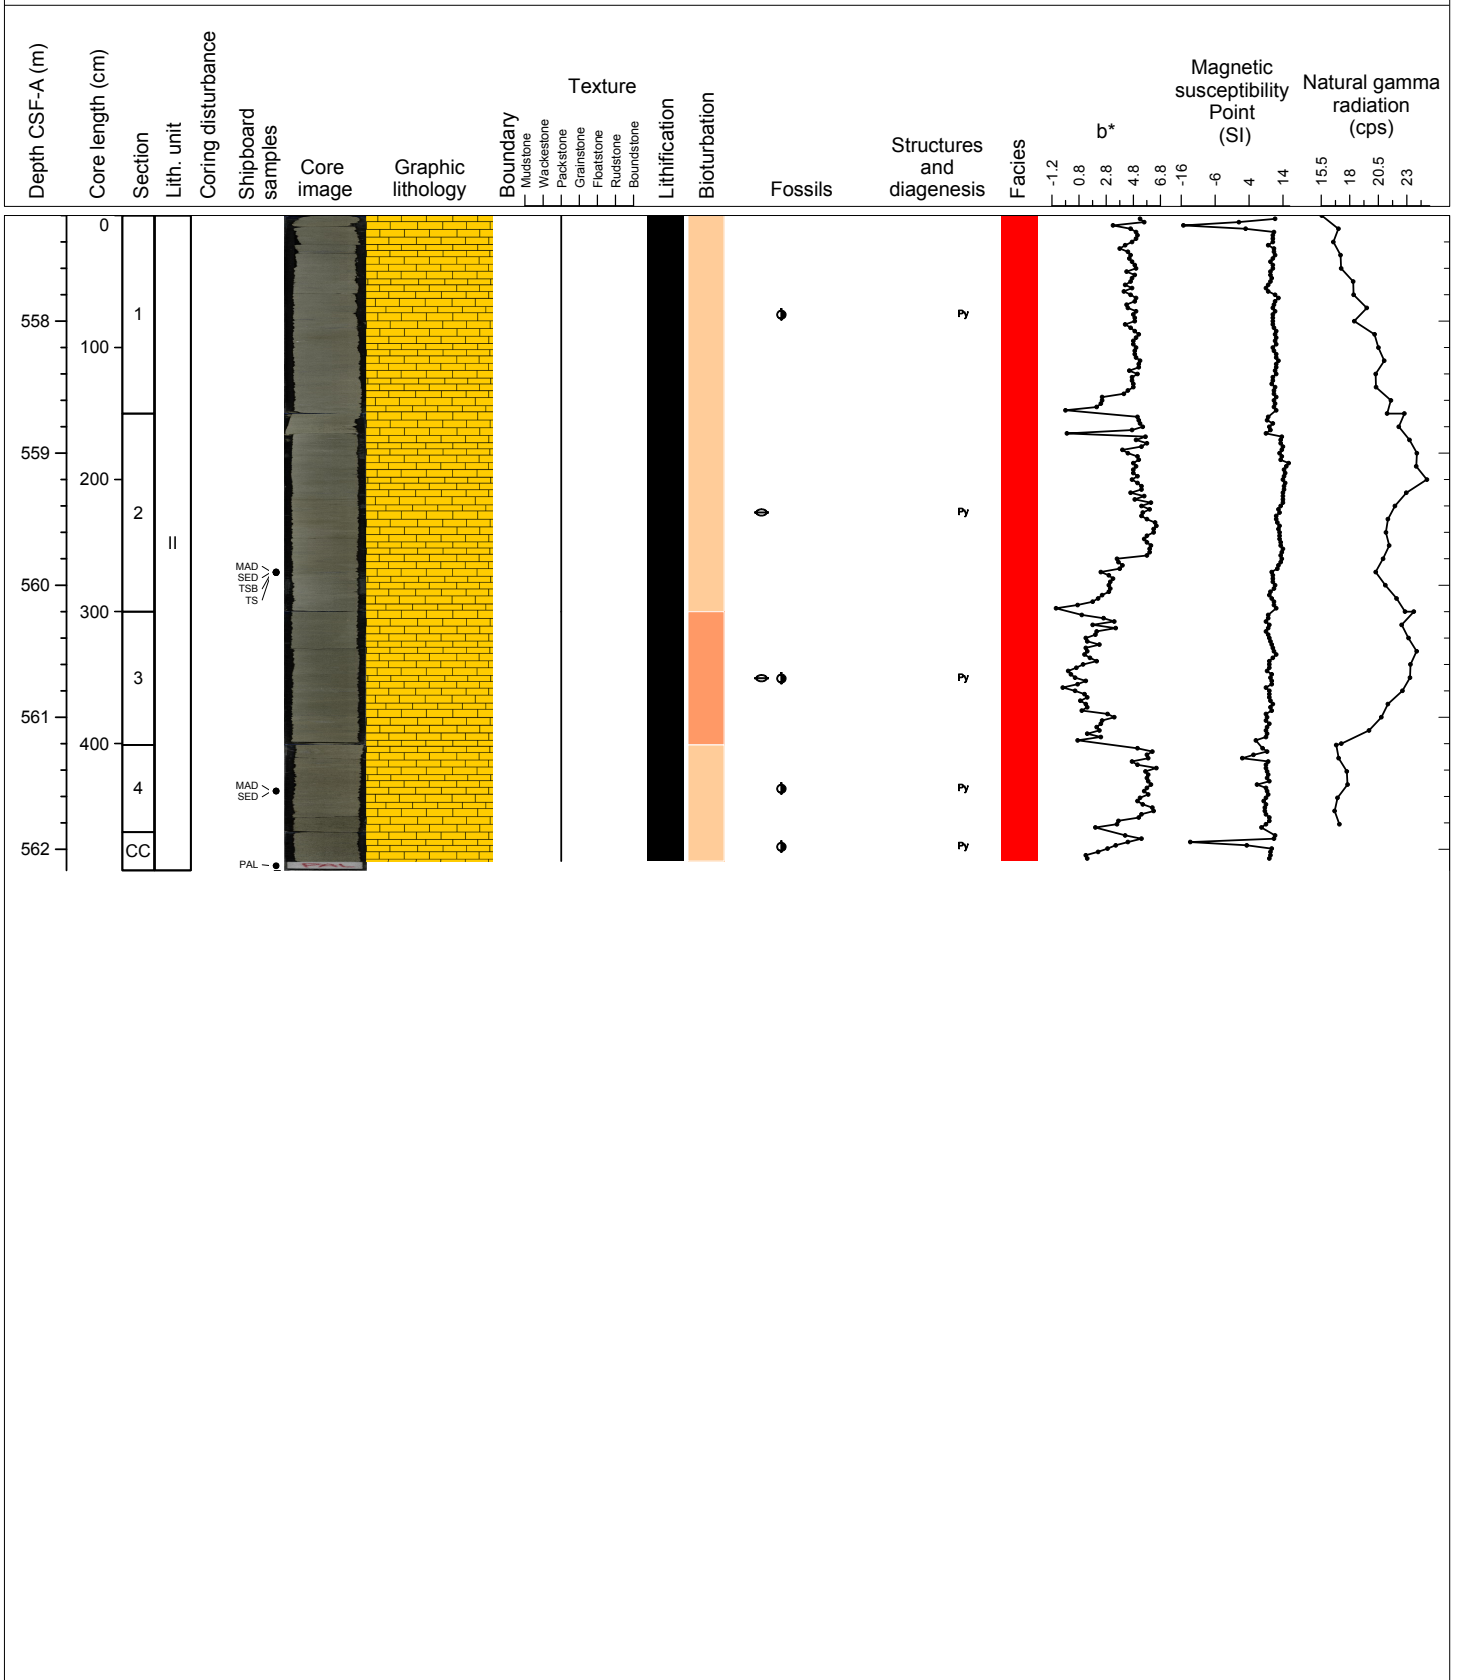 Depth CSF-A (m)
Core length (cm)
Section
Lith. unit
Coring disturbance
Shipboard
samples
Core
image
Graphic
lithology
Boundary
Texture
Mudstone
Wackestone
Packstone
Grainstone
Floatstone
Rudstone
Boundstone
Lithification
Bioturbation
Fossils
Structures
and
diagenesis
Facies
b*
-1.2
0.8
2.8
4.8
6.8
Magnetic
susceptibility
Point
(SI)
-16
-6
4
14
Natural gamma
radiation
(cps)
15.5
18
20.5
23
558
559
560
561
562
0
100
200
300
400
1
2
3
4
CC
II
MAD
SED
TSB
TS
MAD
SED
PAL
PAL
Py
Py
Py
Py
Py